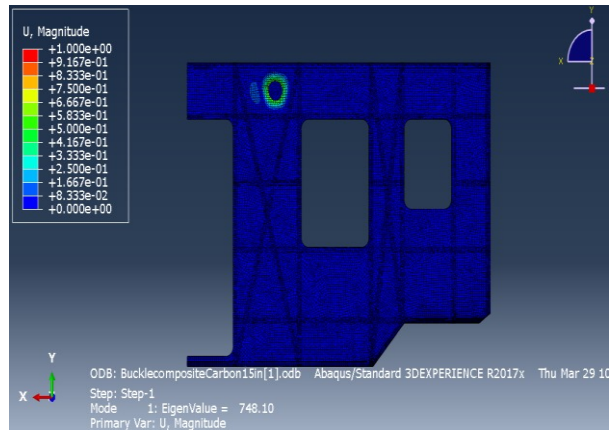 U, Magnitude
+1.000e+00
+9.167e-01
+8.333e-01
+7.500e-01
+6.667e-01
+5.833e-01
+5.000e-01
+4.167e-01
+3.333e-01
+2.500e-01
+1.667e-01
+8.333e-02
+0.000e+00
Y
X
Z
Y
X
ODB: BucklecompositeCarbon15in[1].odb Abaqus/Standard 3DEXPERIENCE R2017x Thu Mar 29 10
Step: Step-1
Mode 1: EigenValue = 748.10
Primary Var: U, Magnitude